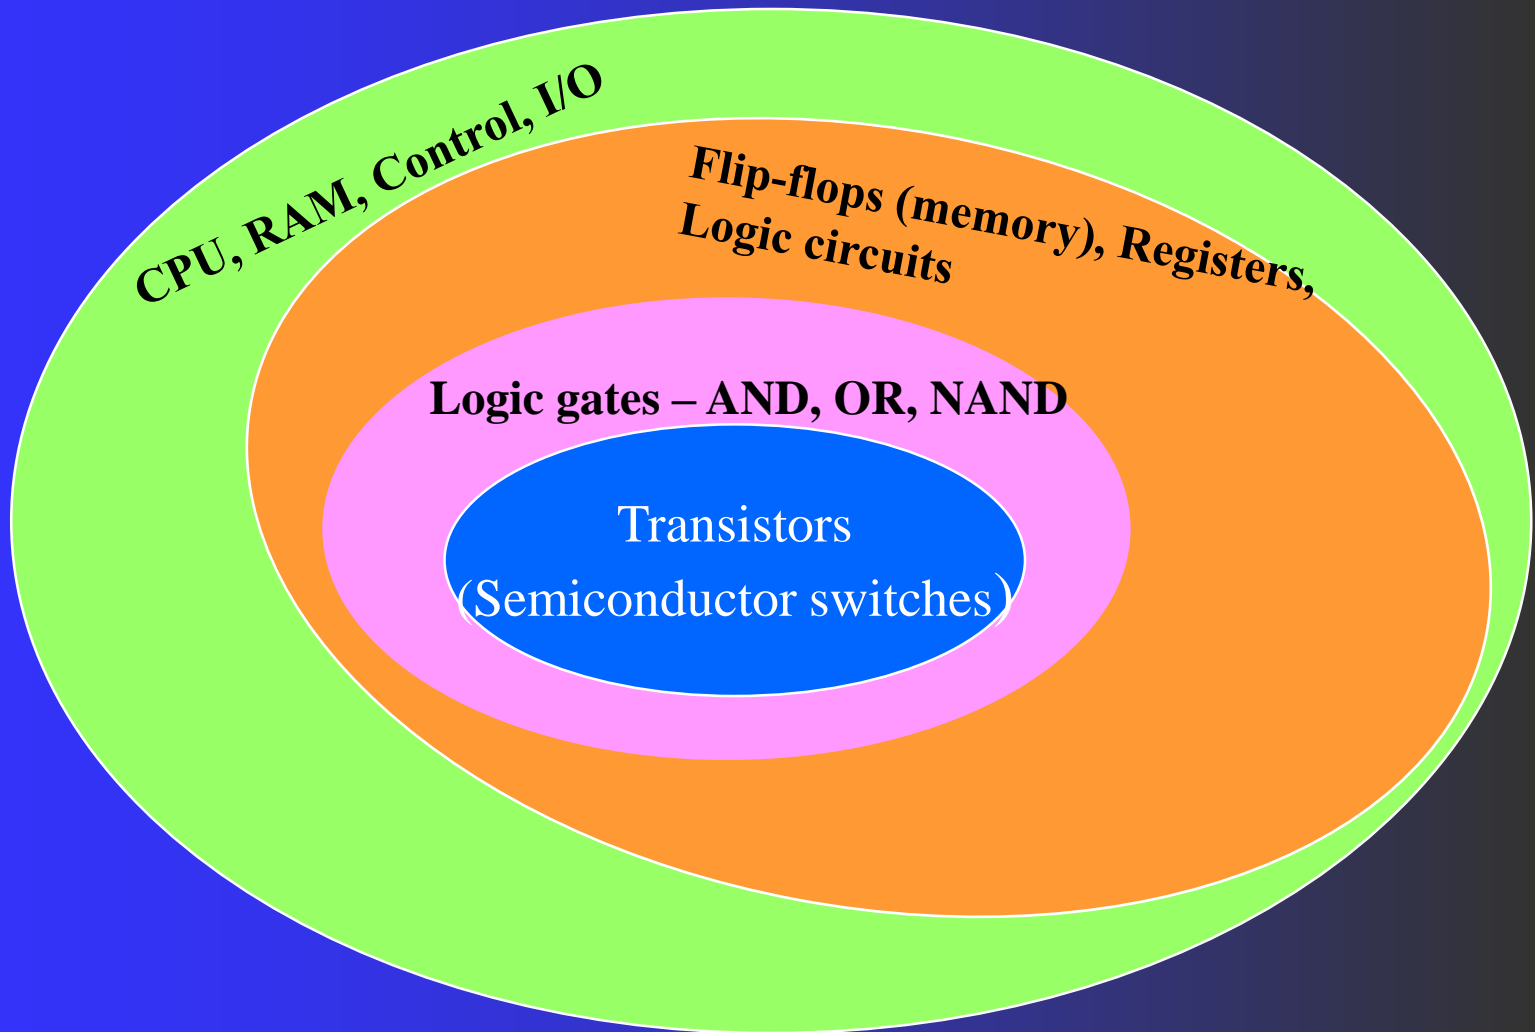 CPU, RAM, Control, I/O
Flip-flops (memory), Registers,
Logic circuits
Logic gates – AND, OR, NAND
Transistors
(Semiconductor switches)